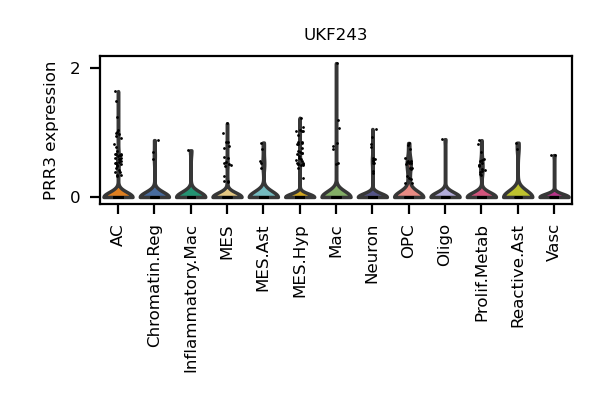 UKF243
PRR3 expression
2
0
AC
Chromatin.Reg
Inflammatory.Mac
MES
MES.Ast
MES.Hyp
Mac
Neuron
OPC
Oligo
Prolif.Metab
Reactive.Ast
Vasc